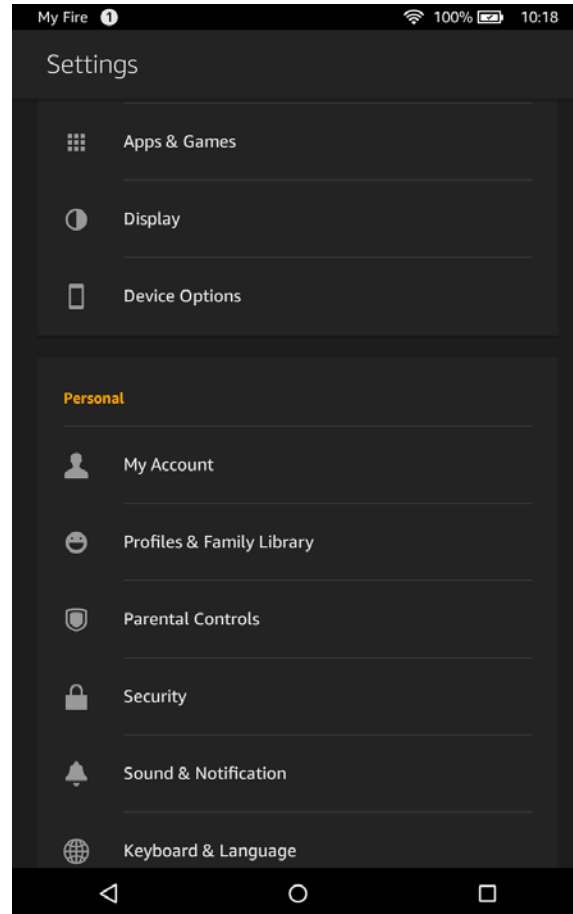 My Fire 1 100% 10:18
Settings
Apps & Games
Display
Device Options
Personal
My Account
Profiles & Family Library
Parental Controls
Security
Sound & Notification
Keyboard & Language